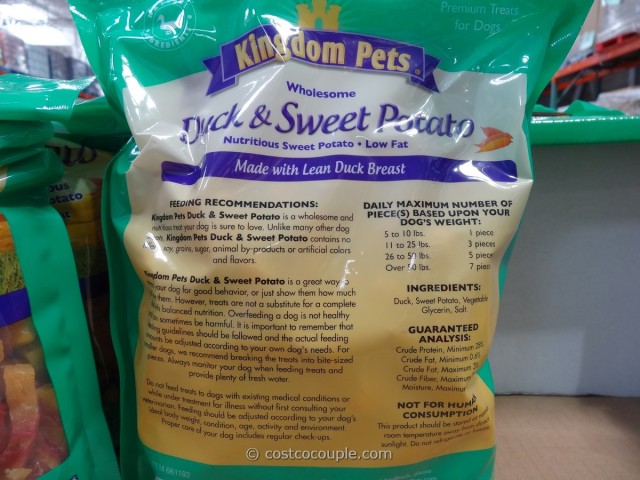 Premium Treats
for Dogs
Kingdom Pets
Wholesome
Duck & Sweet Potato
Nutritious Sweet Potato • Low Fat
Made with Lean Duck Breast
FEEDING RECOMMENDATIONS:
Kingdom Pets Duck & Sweet Potato is a wholesome and
nutritious treat your dog is sure to love. Unlike many other dog
Kingdom Pets Duck & Sweet Potato contains no
soy, grains, sugar, animal by-products or artificial colors
and flavors.
Kingdom Pets Duck & Sweet Potato is a great way to
your dog for good behavior, or just show them how much
them. However, treats are not a substitute for a complete
balanced nutrition. Overfeeding a dog is not healthy
sometimes be harmful. It is important to remember that
guidelines should be followed and the actual feeding
be adjusted according to your own dog's needs. For
dogs, we recommend breaking the treats into bite-sized
pieces. Always monitor your dog when feeding treats and
provide plenty of fresh water.
Do not feed treats to dogs with existing medical conditions or
while under treatment for illness without first consulting your
veterinarian. Feeding should be adjusted according to your dog's
ideal body weight, condition, age, activity and environment.
Proper care of your dog includes regular check-ups.
DAILY MAXIMUM NUMBER OF
PIECE(S) BASED UPON YOUR
DOG'S WEIGHT:
5 to 10 lbs. 1 piece
11 to 25 lbs. 3 pieces
26 to 50 lbs. 5 pieces
Over 50 lbs. 7 pieces
INGREDIENTS:
Duck, Sweet Potato, Vegetable
Glycerin, Salt.
GUARANTEED
ANALYSIS:
Crude Protein, Minimum
Crude Fat, Minimum 0.6%
Crude Fat, Maximum
Crude Fiber, Maximum
Moisture, Maximum
NOT FOR HUMAN
CONSUMPTION
This product should be stored at
room temperature away from
sunlight. Do not refrigerate
© costcocouple.com